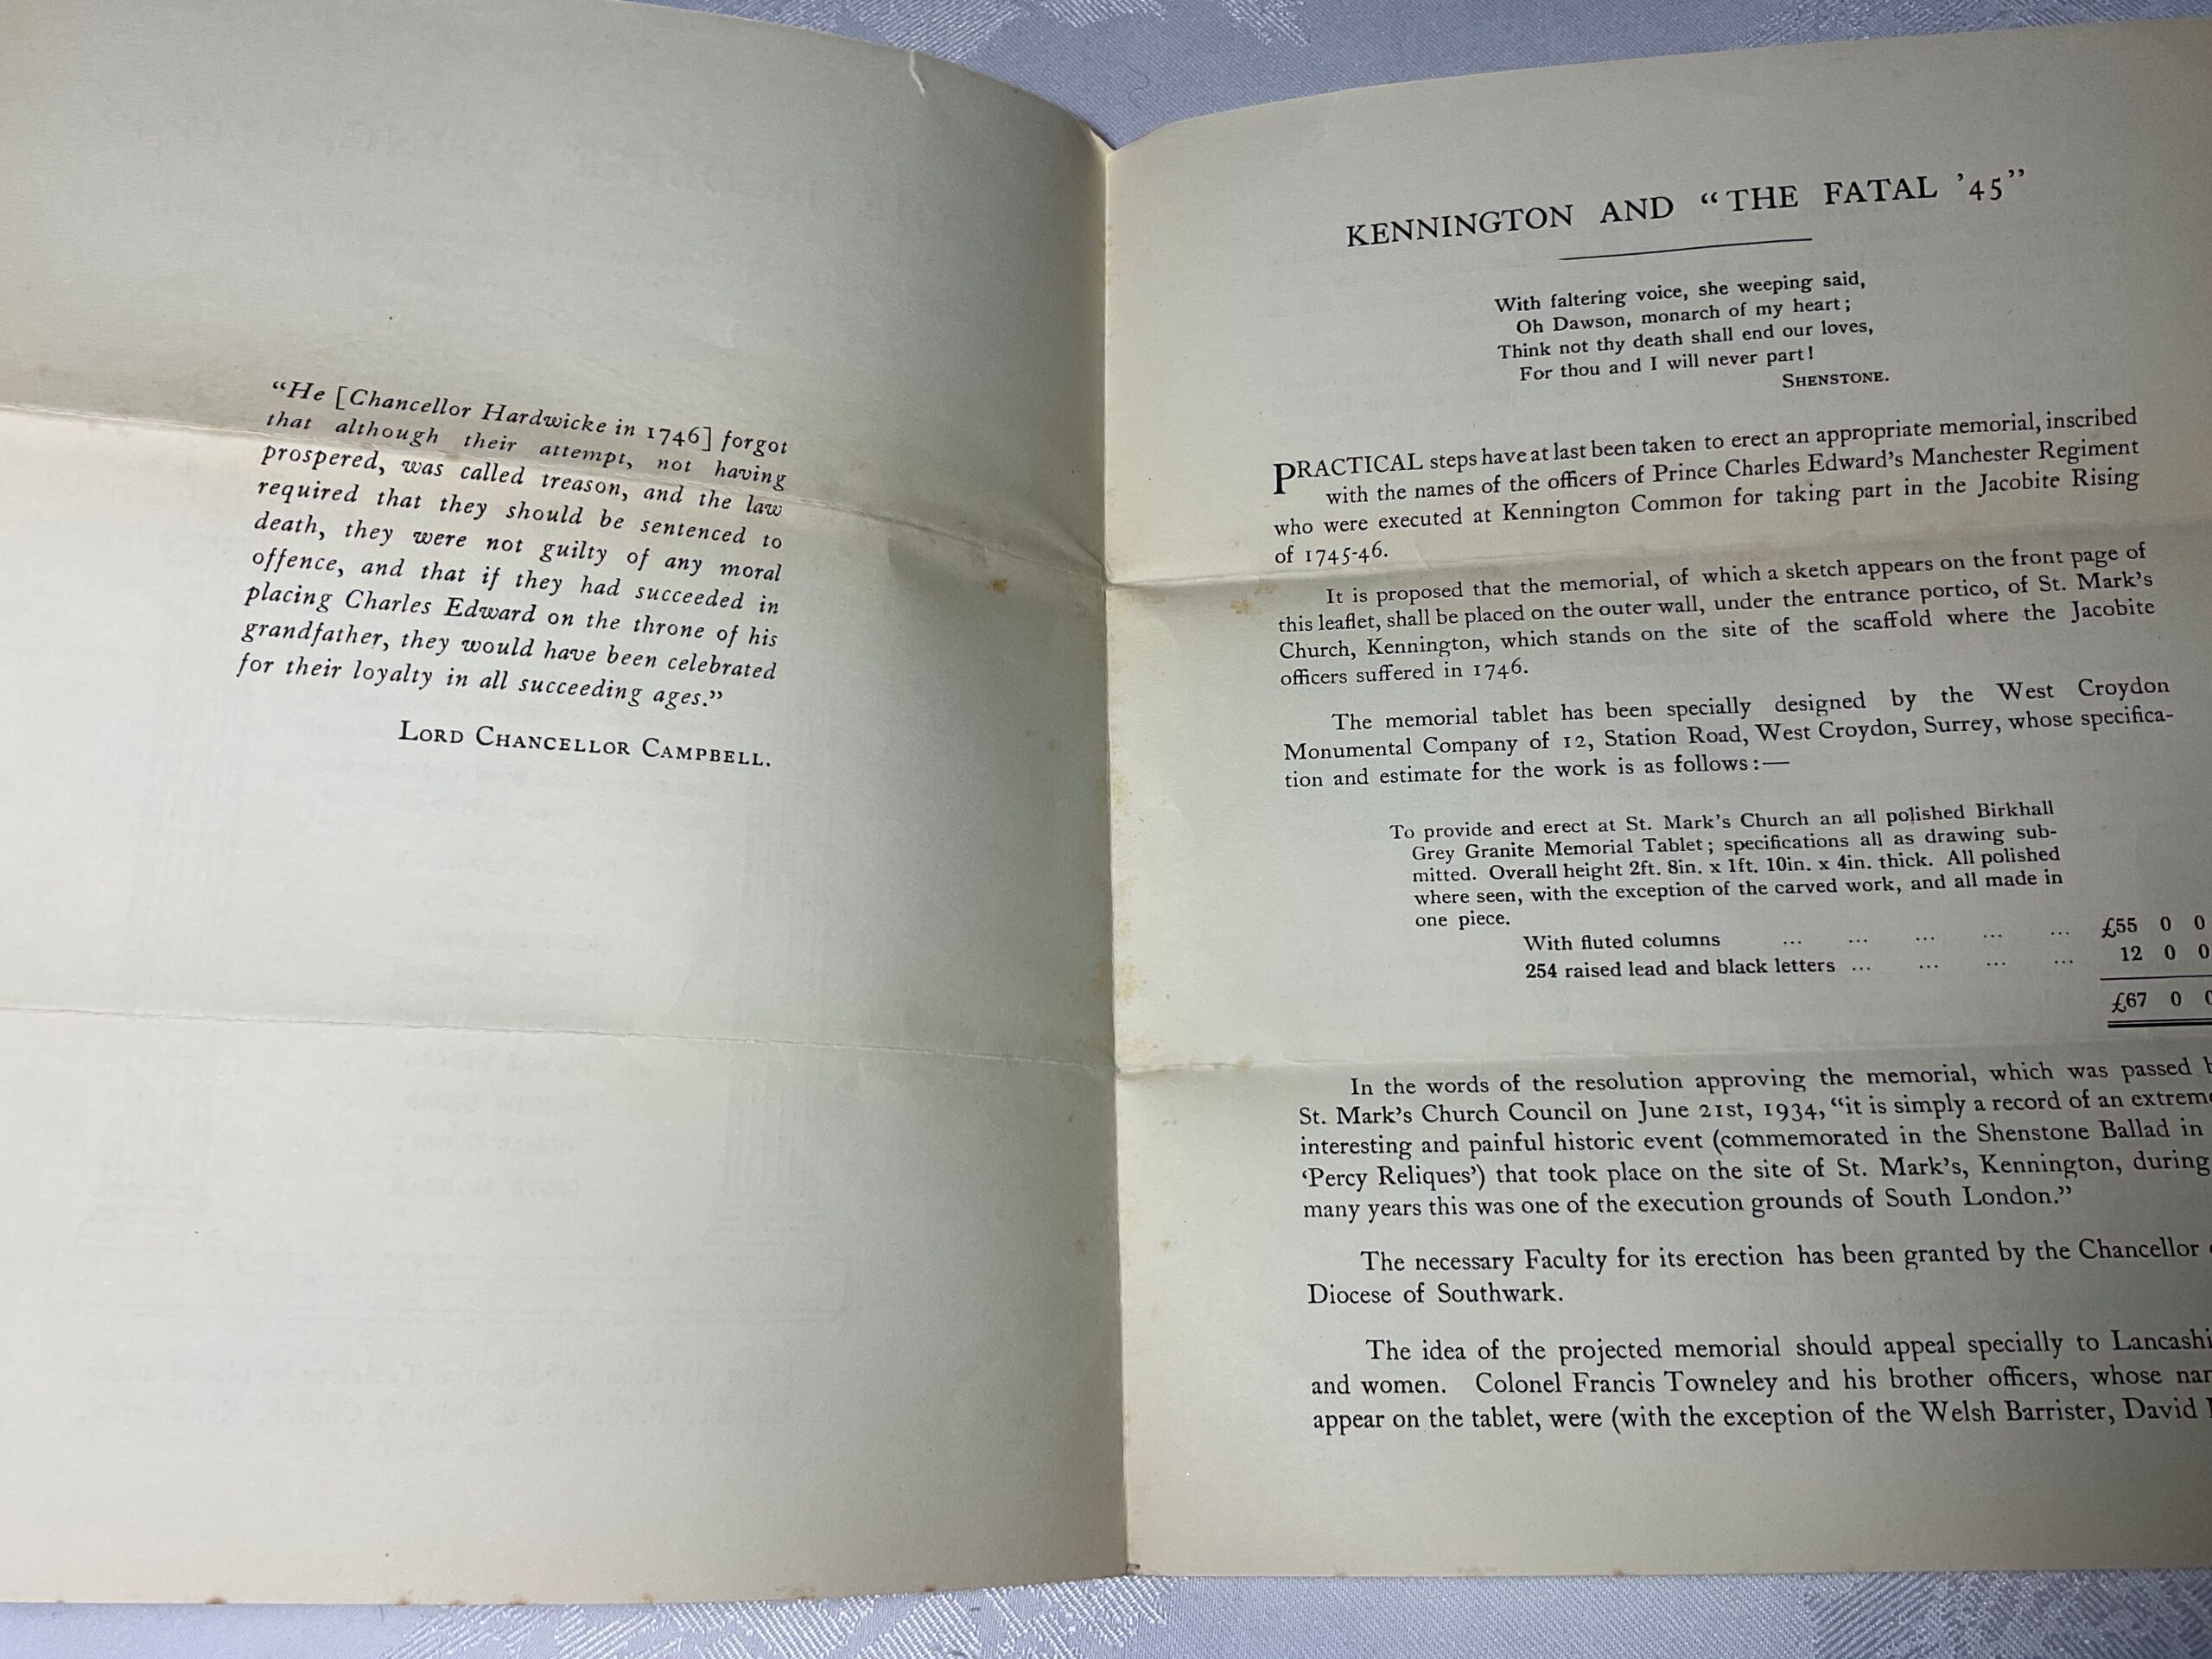 “He [Chancellor Hardwicke in 1746] forgot
that although their attempt, not having
prospered, was called treason, and the law
required that they should be sentenced to
death, they were not guilty of any moral
offence, and that if they had succeeded in
placing Charles Edward on the throne of his
grandfather, they would have been celebrated
for their loyalty in all succeeding ages.”
LORD CHANCELLOR CAMPBELL.
KENNINGTON AND “THE FATAL ’45”
With faltering voice, she weeping said,
Oh Dawson, monarch of my heart;
Think not thy death shall end our loves,
For thou and I will never part!
SHENSTONE.
PRACTICAL steps have at last been taken to erect an appropriate memorial, inscribed
with the names of the officers of Prince Charles Edward’s Manchester Regiment
who were executed at Kennington Common for taking part in the Jacobite Rising
of 1745-46.
It is proposed that the memorial, of which a sketch appears on the front page of
this leaflet, shall be placed on the outer wall, under the entrance portico, of St. Mark’s
Church, Kennington, which stands on the site of the scaffold where the Jacobite
officers suffered in 1746.
The memorial tablet has been specially designed by the West Croydon
Monumental Company of 12, Station Road, West Croydon, Surrey, whose specifica-
tion and estimate for the work is as follows:—
To provide and erect at St. Mark’s Church an all polished Birkhall
Grey Granite Memorial Tablet; specifications all as drawing sub-
mitted. Overall height 2ft. 8in. x 1ft. 10in. x 4in. thick. All polished
where seen, with the exception of the carved work, and all made in
one piece.
With fluted columns ... ... ... ... ... £55 0 0
254 raised lead and black letters ... ... ... ... 12 0 0
£67 0 0
In the words of the resolution approving the memorial, which was passed
St. Mark’s Church Council on June 21st, 1934, “it is simply a record of an extreme
interesting and painful historic event (commemorated in the Shenstone Ballad in
‘Percy Reliques’) that took place on the site of St. Mark’s, Kennington, during
many years this was one of the execution grounds of South London.”
The necessary Faculty for its erection has been granted by the Chancellor
Diocese of Southwark.
The idea of the projected memorial should appeal specially to Lancashi
and women. Colonel Francis Towneley and his brother officers, whose nam
appear on the tablet, were (with the exception of the Welsh Barrister, David